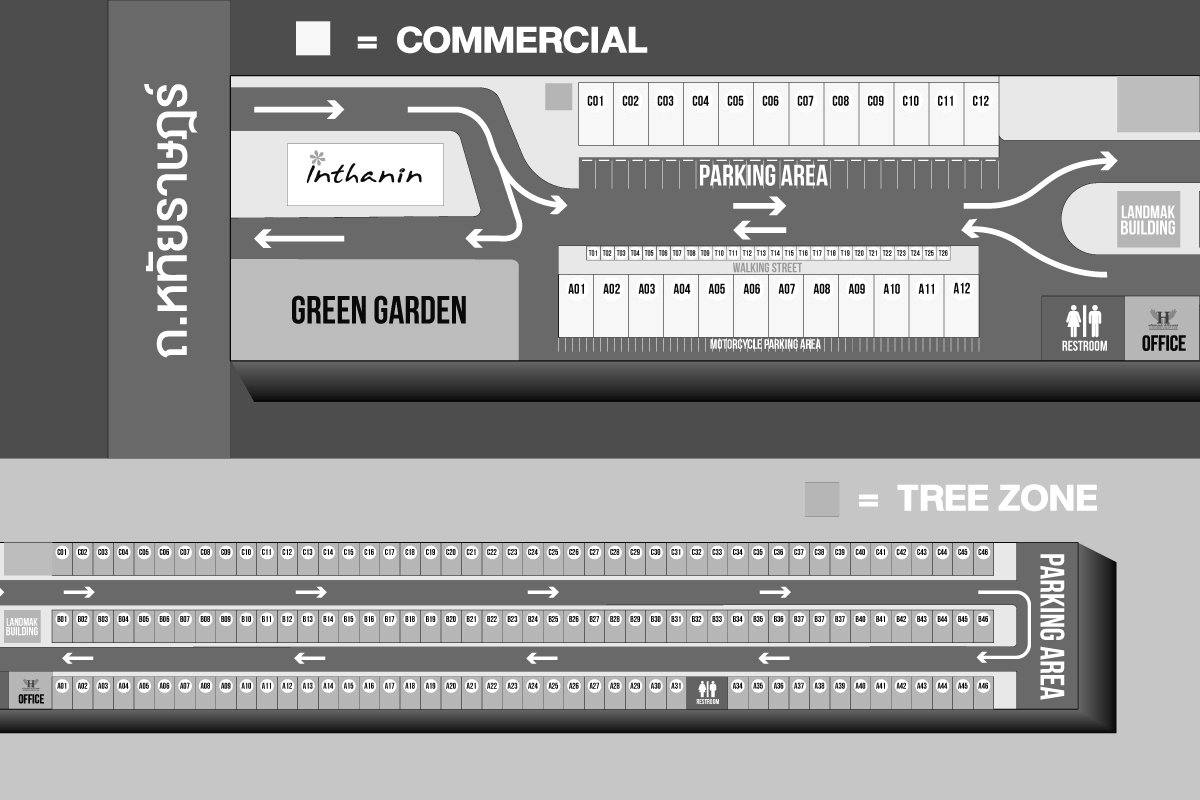 = COMMERCIAL
ถ.หทัยราษฎร์
C01 C02 C03 C04 C05 C06 C07 C08 C09 C10 C11 C12
Inthanin
PARKING AREA
LANDMAK
BUILDING
T01 T02 T03 T04 T05 T06 T07 T08 T09 T10 T11 T12 T13 T14 T15 T16 T17 T18 T19 T20 T21 T22 T23 T24 T25 T26
WALKING STREET
GREEN GARDEN
A01 A02 A03 A04 A05 A06 A07 A08 A09 A10 A11 A12
MOTORCYCLE PARKING AREA
RESTROOM
H
OFFICE
= TREE ZONE
C01 C02 C03 C04 C05 C06 C07 C08 C09 C10 C11 C12 C13 C14 C15 C16 C17 C18 C19 C20 C21 C22 C23 C24 C25 C26 C27 C28 C29 C30 C31 C32 C33 C34 C35 C36 C37 C38 C39 C40 C41 C42 C43 C44 C45 C46
PARKING AREA
LANDMAK
BUILDING
B01 B02 B03 B04 B05 B06 B07 B08 B09 B10 B11 B12 B13 B14 B15 B16 B17 B18 B19 B20 B21 B22 B23 B24 B25 B26 B27 B28 B29 B30 B31 B32 B33 B34 B35 B36 B37 B37 B37 B40 B41 B42 B43 B44 B45 B46
H
OFFICE
A01 A02 A03 A04 A05 A06 A07 A08 A09 A10 A11 A12 A13 A14 A15 A16 A17 A18 A19 A20 A21 A22 A23 A24 A25 A26 A27 A28 A29 A30 A31
RESTROOM
A34 A35 A36 A37 A38 A39 A40 A41 A42 A43 A44 A45 A46